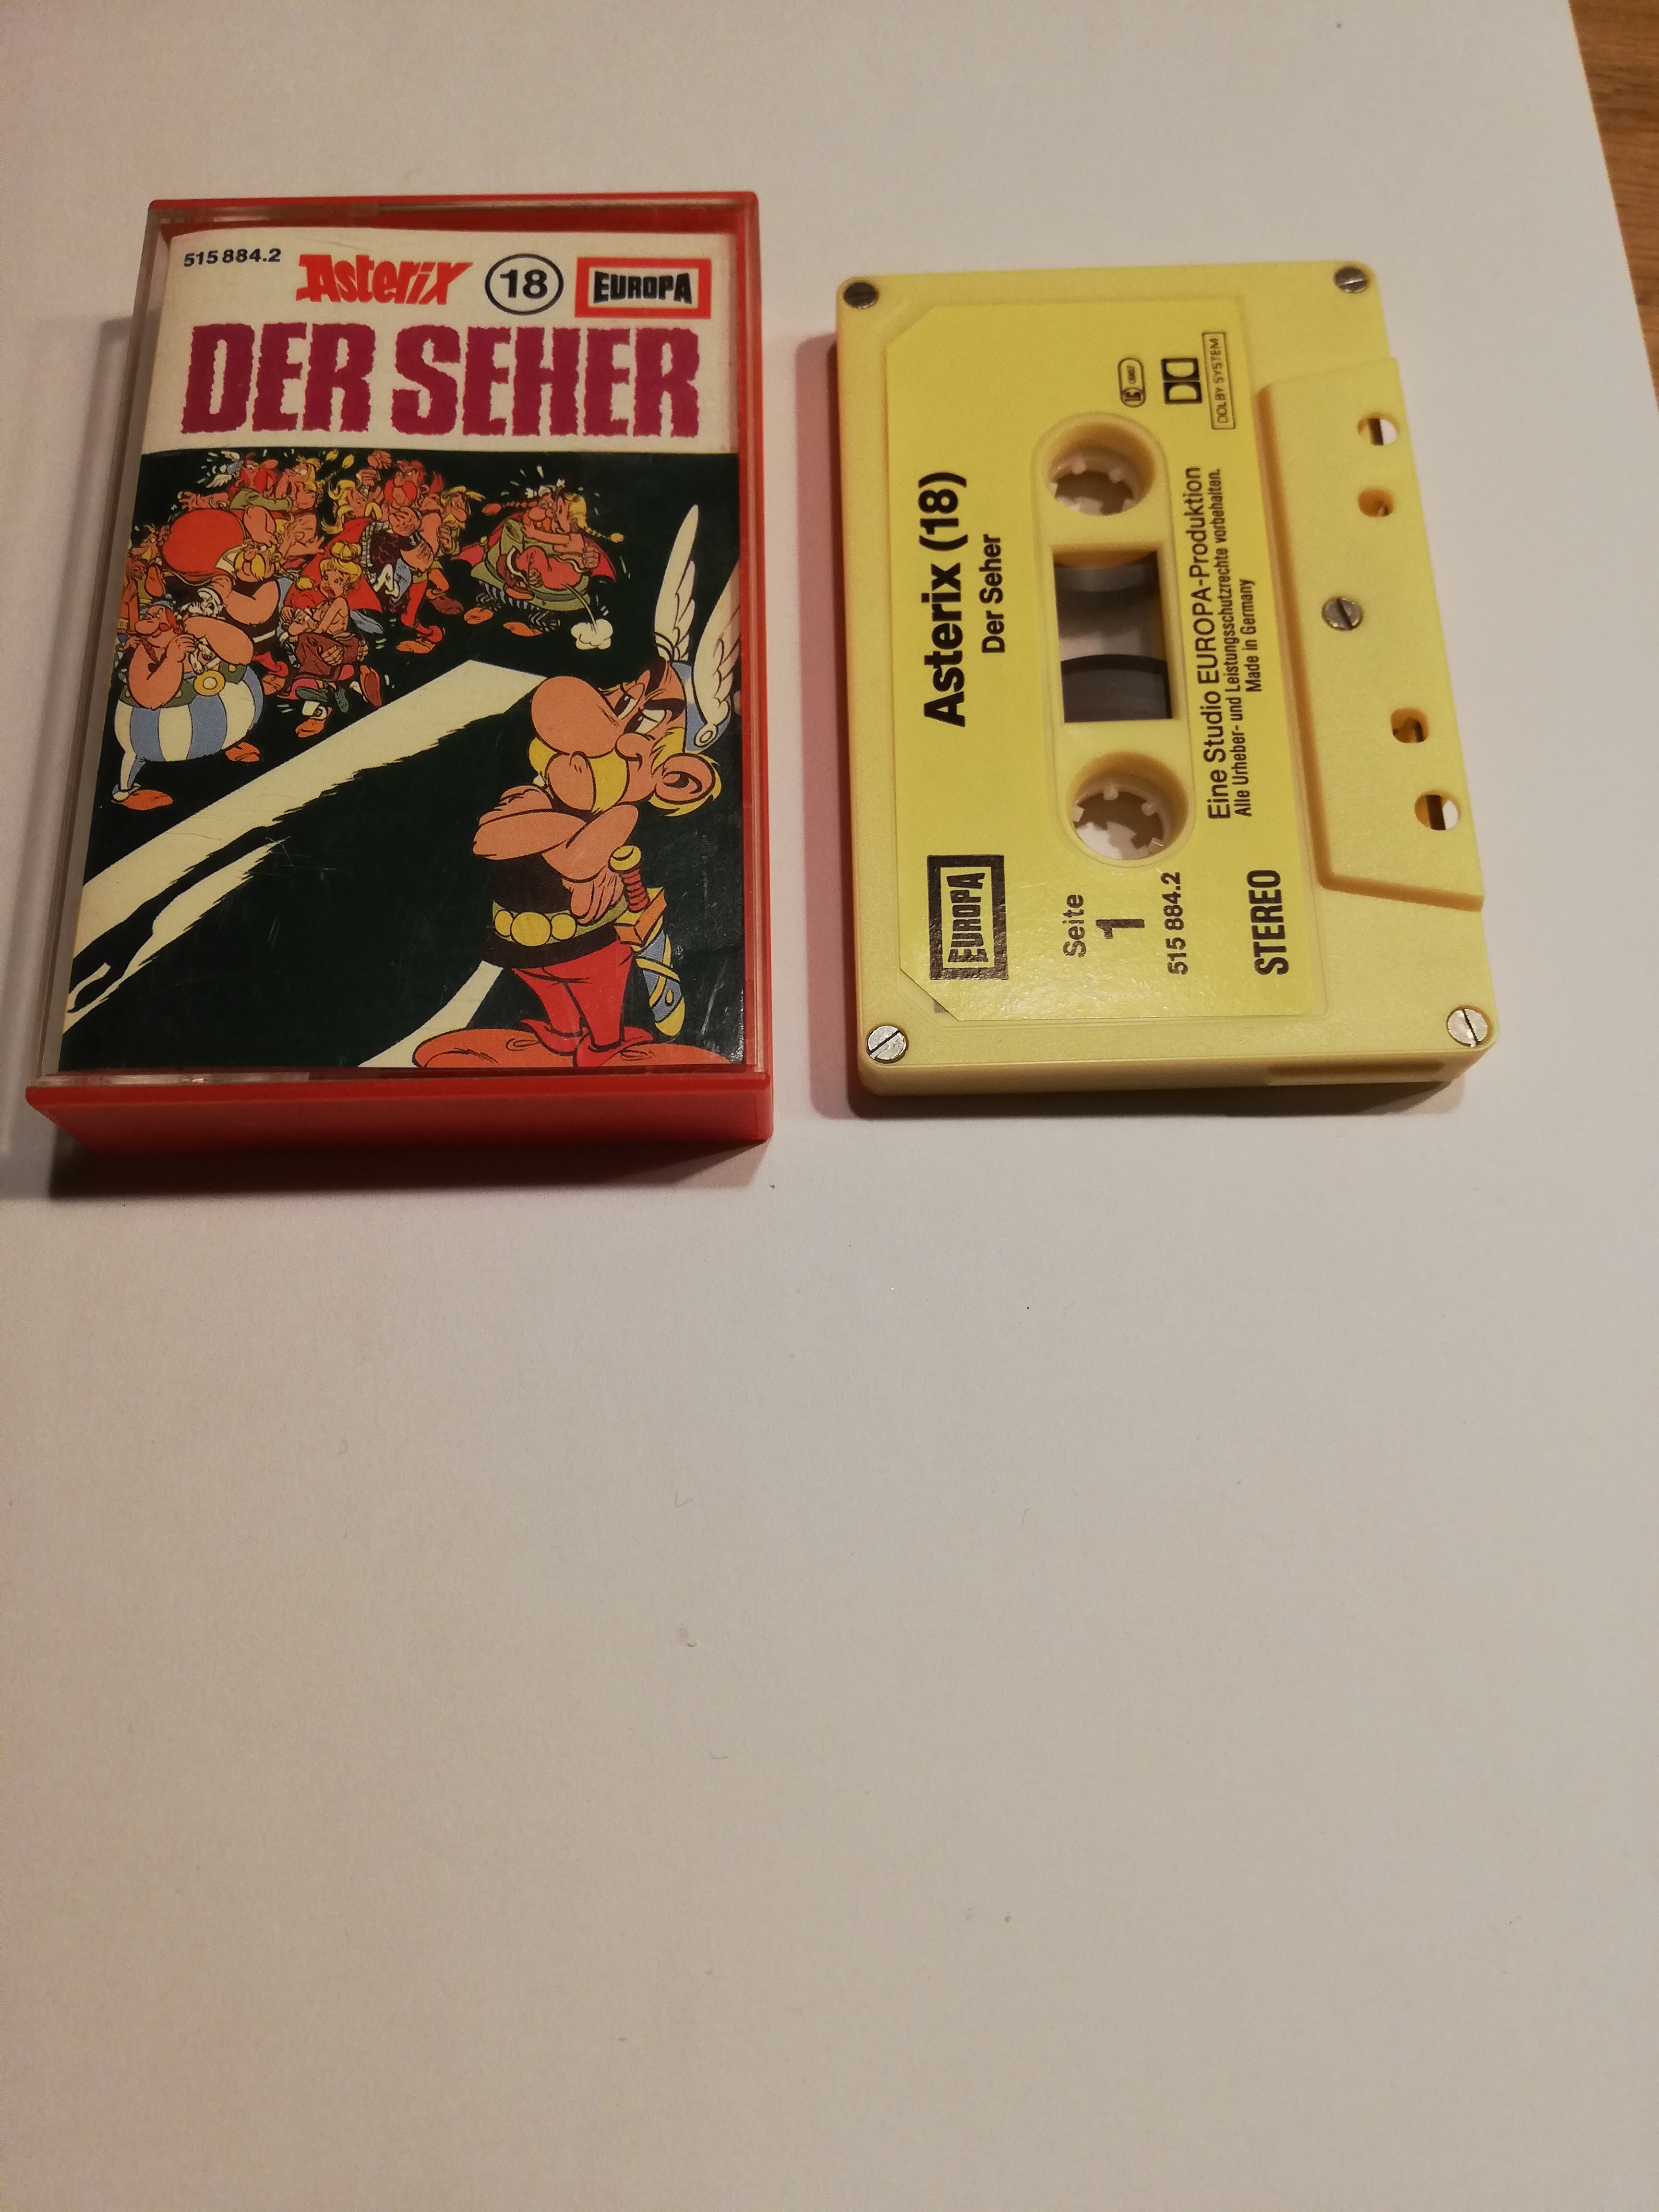 515 884.2
Asterix
18
EUROPA
DER SEHER
Asterix (18)
Der Seher
EUROPA
Seite
1
515 884.2
STEREO
DOLBY SYSTEM
Eine Studio EUROPA-Produktion
Alle Urheber- und Leistungsschutzrechte vorbehalten.
Made in Germany